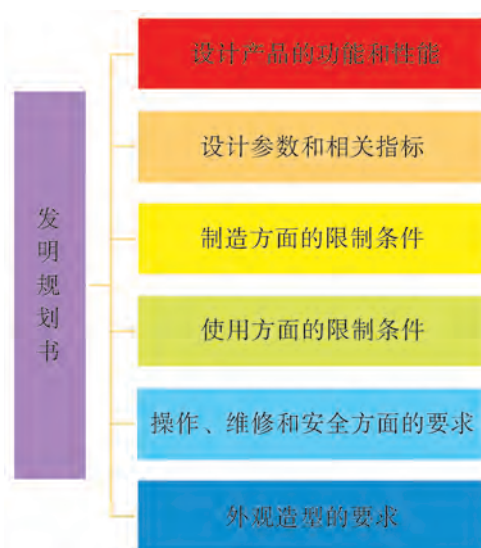 发明规划书
设计产品的功能和性能
设计参数和相关指标
制造方面的限制条件
使用方面的限制条件
操作、维修和安全方面的要求
外观造型的要求